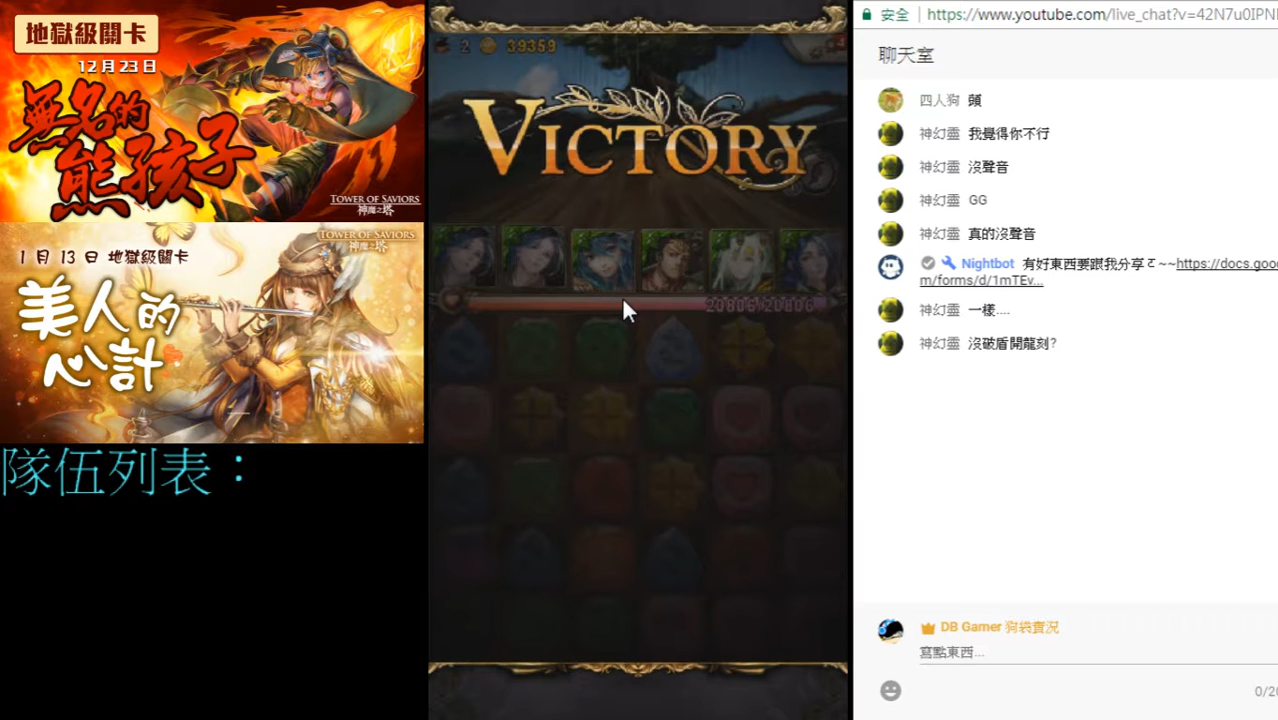 地獄級關卡
12月23日
無名的
熊孩子
TOWER OF SAVIORS
神魔之塔
TOWER OF SAVIORS
神魔之塔
1月13日 地獄級關卡
美人的
心計
隊伍列表：
2 39359
VICTORY
20806/20806
安全 https://www.youtube.com/live_chat?v=42N7u0IPN
聊天室
四人狗 頭
神幻靈 我覺得你不行
神幻靈 沒聲音
神幻靈 GG
神幻靈 真的沒聲音
Nightbot 有好東西要跟我分享ㄛ~~https://docs.goo
m/forms/d/1mTEv...
神幻靈 一樣....
神幻靈 沒破盾開龍刻?
DB Gamer 狗袋實況
寫點東西...
0/20